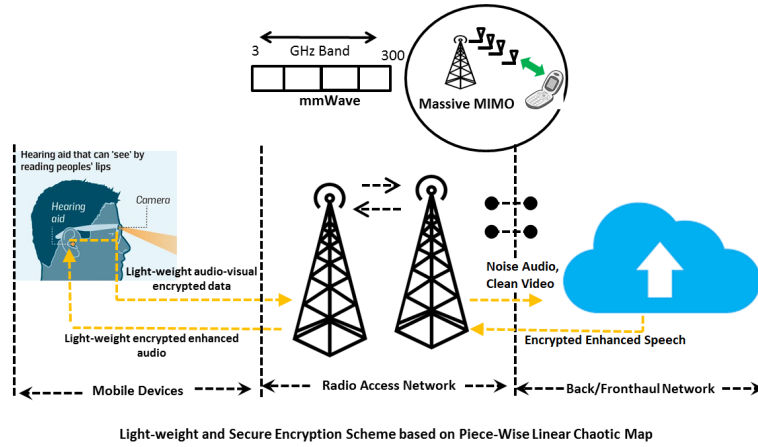 3 GHz Band 300
mmWave
Massive MIMO
Hearing aid that can 'see' by
reading peoples' lips
Hearing
aid
Camera
Light-weight audio-visual
encrypted data
Light-weight encrypted enhanced
audio
Noise Audio,
Clean Video
Encrypted Enhanced Speech
Mobile Devices
Radio Access Network
Back/Fronthaul Network
Light-weight and Secure Encryption Scheme based on Piece-Wise Linear Chaotic Map